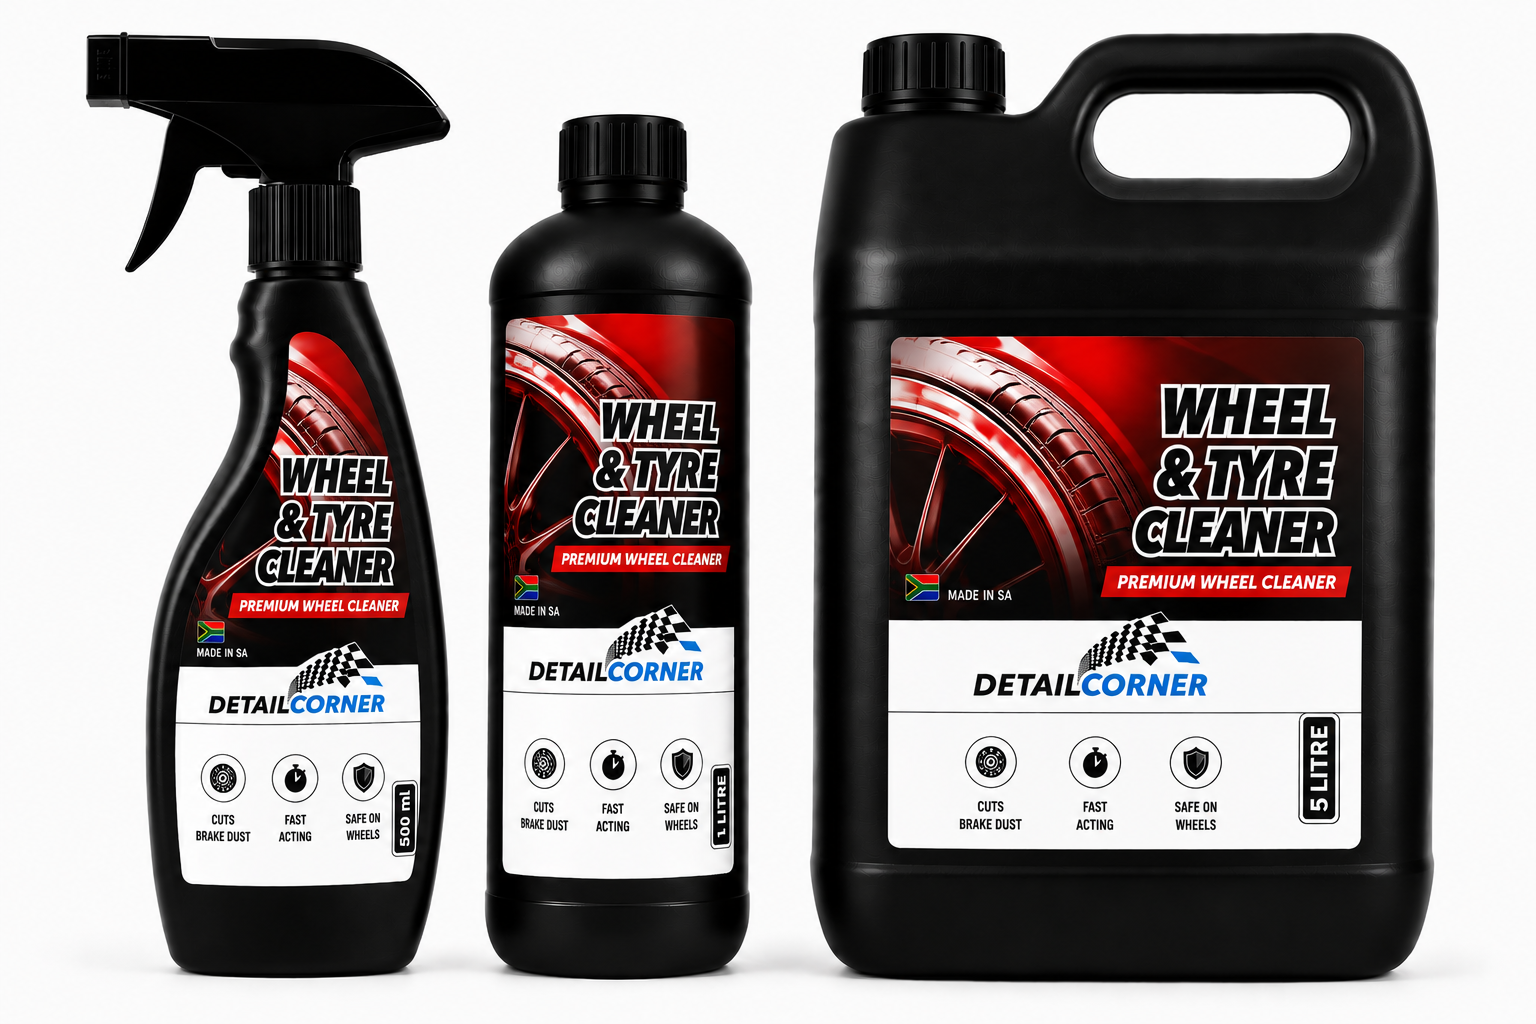 WHEEL
& TYRE
CLEANER
PREMIUM WHEEL CLEANER
MADE IN SA
DETAILCORNER
CUTS
BRAKE DUST
FAST
ACTING
SAFE ON
WHEELS
500 ml
WHEEL
& TYRE
CLEANER
PREMIUM WHEEL CLEANER
MADE IN SA
DETAILCORNER
CUTS
BRAKE DUST
FAST
ACTING
SAFE ON
WHEELS
1 LITRE
WHEEL
& TYRE
CLEANER
PREMIUM WHEEL CLEANER
MADE IN SA
DETAILCORNER
CUTS
BRAKE DUST
FAST
ACTING
SAFE ON
WHEELS
5 LITRE